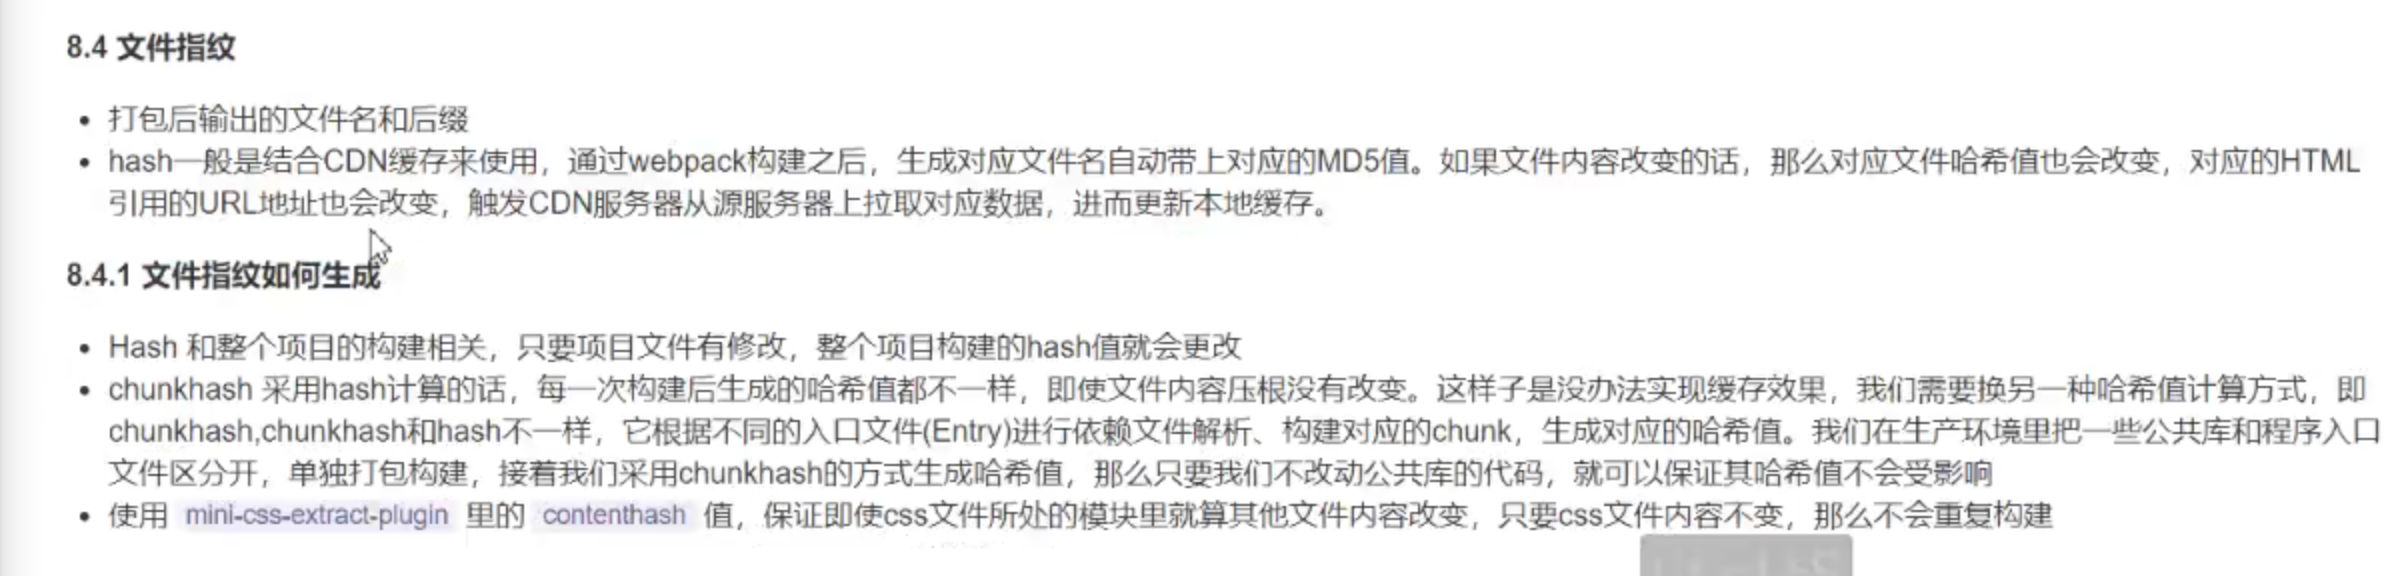 8.4 文件指纹
打包后输出的文件名和后缀
hash一般是结合CDN缓存来使用，通过webpack构建之后，生成对应文件名自动带上对应的MD5值。如果文件内容改变的话，那么对应文件哈希值也会改变，对应的HTML
引用的URL地址也会改变，触发CDN服务器从源服务器上拉取对应数据，进而更新本地缓存。
8.4.1 文件指纹如何生成
Hash 和整个项目的构建相关，只要项目文件有修改，整个项目构建的hash值就会更改
chunkhash 采用hash计算的话，每一次构建后生成的哈希值都不一样，即使文件内容压根没有改变。这样子是没办法实现缓存效果，我们需要换另一种哈希值计算方式，即
chunkhash,chunkhash和hash不一样，它根据不同的入口文件(Entry)进行依赖文件解析、构建对应的chunk，生成对应的哈希值。我们在生产环境里把一些公共库和程序入口
文件区分开，单独打包构建，接着我们采用chunkhash的方式生成哈希值，那么只要我们不改动公共库的代码，就可以保证其哈希值不会受影响
使用 mini-css-extract-plugin 里的 contenthash 值，保证即使css文件所处的模块里就算其他文件内容改变，只要css文件内容不变，那么不会重复构建